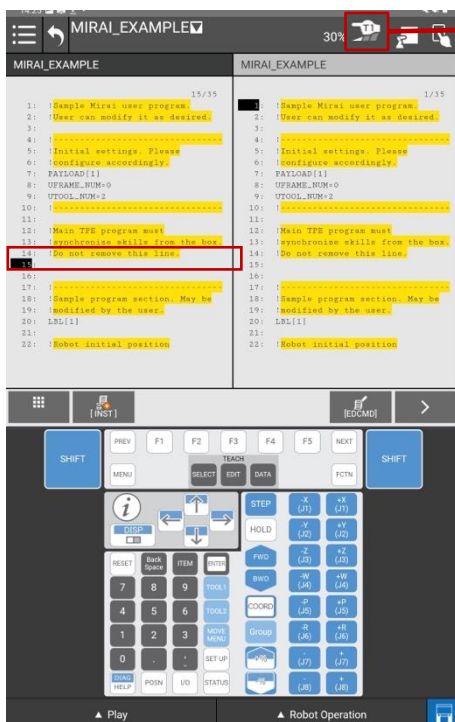 14:23
MIRAI_EXAMPLE
30%
T1
MIRAI_EXAMPLE
15/35
1: !Sample Mirai user program.
2: !User can modify it as desired.
3:
4: !--------------------------------
5: !Initial settings. Please
6: !configure accordingly.
7: PAYLOAD[1]
8: UFRAME_NUM=0
9: UTOOL_NUM=2
10: !--------------------------------
11:
12: !Main TPE program must
13: !synchronize skills from the box.
14: !Do not remove this line.
15:
16:
17: !--------------------------------
18: !Sample program section. May be
19: !modified by the user.
20: LBL[1]
21:
22: !Robot initial position
MIRAI_EXAMPLE
1/35
1: !Sample Mirai user program.
2: !User can modify it as desired.
3:
4: !--------------------------------
5: !Initial settings. Please
6: !configure accordingly.
7: PAYLOAD[1]
8: UFRAME_NUM=0
9: UTOOL_NUM=2
10: !--------------------------------
11:
12: !Main TPE program must
13: !synchronize skills from the box.
14: !Do not remove this line.
15:
16:
17: !--------------------------------
18: !Sample program section. May be
19: !modified by the user.
20: LBL[1]
21:
22: !Robot initial position
[INST]
[EDCMD]
SHIFT
PREV F1 F2 F3 F4 F5 NEXT
TEACH
MENU SELECT EDIT DATA FCTN
SHIFT
i
DISP
STEP -X (J1) +X (J1)
HOLD -Y (J2) +Y (J2)
FWD -Z (J3) +Z (J3)
BWD -W (J4) +W (J4)
COORD -P (J5) +P (J5)
Group -R (J6) +R (J6)
+% - (J7) + (J7)
-% - (J8) + (J8)
RESET Back Space ITEM ENTER
7 8 9 TOOL1
4 5 6 TOOL2
1 2 3 MOVE MENU
0 . , SET UP
DIAG HELP POSN I/O STATUS
▲ Play
▲ Robot Operation